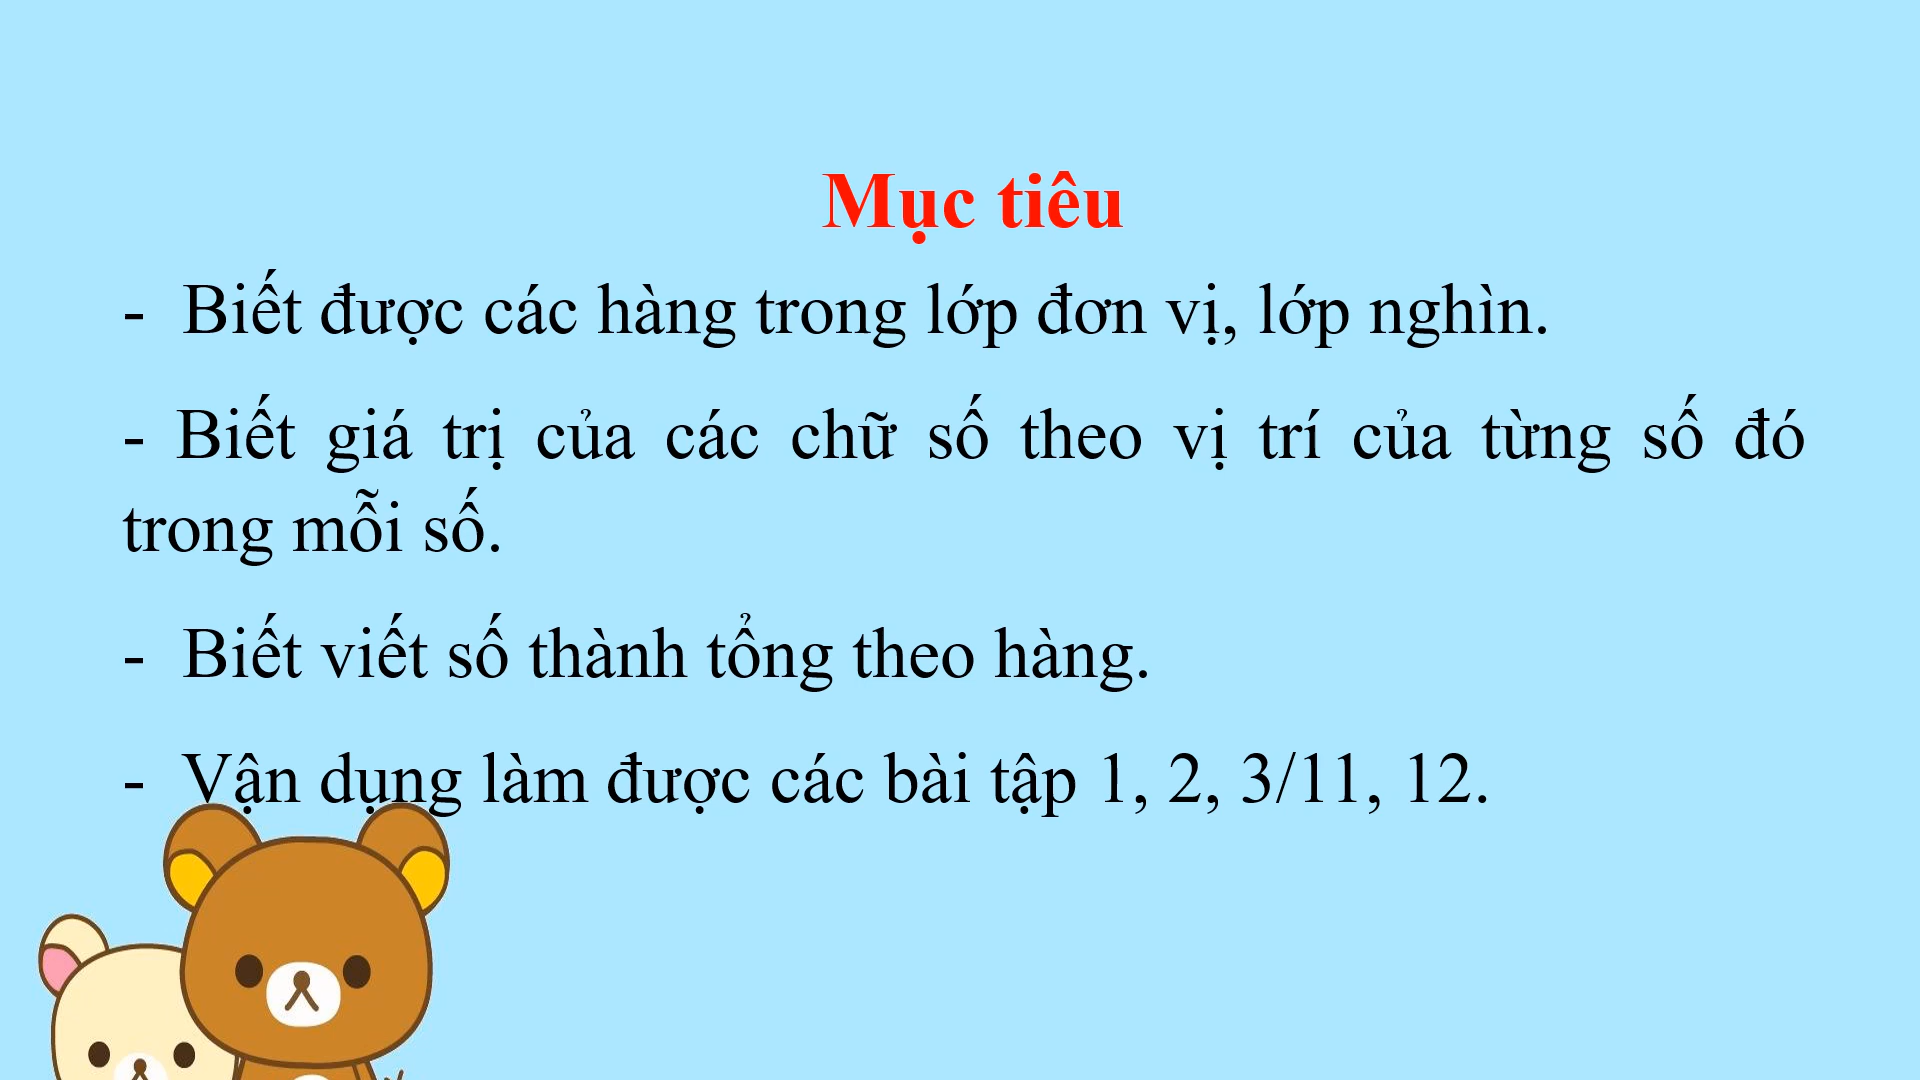 Mục tiêu
- Biết được các hàng trong lớp đơn vị, lớp nghìn.
- Biết giá trị của các chữ số theo vị trí của từng số đó
trong mỗi số.
- Biết viết số thành tổng theo hàng.
- Vận dụng làm được các bài tập 1, 2, 3/11, 12.